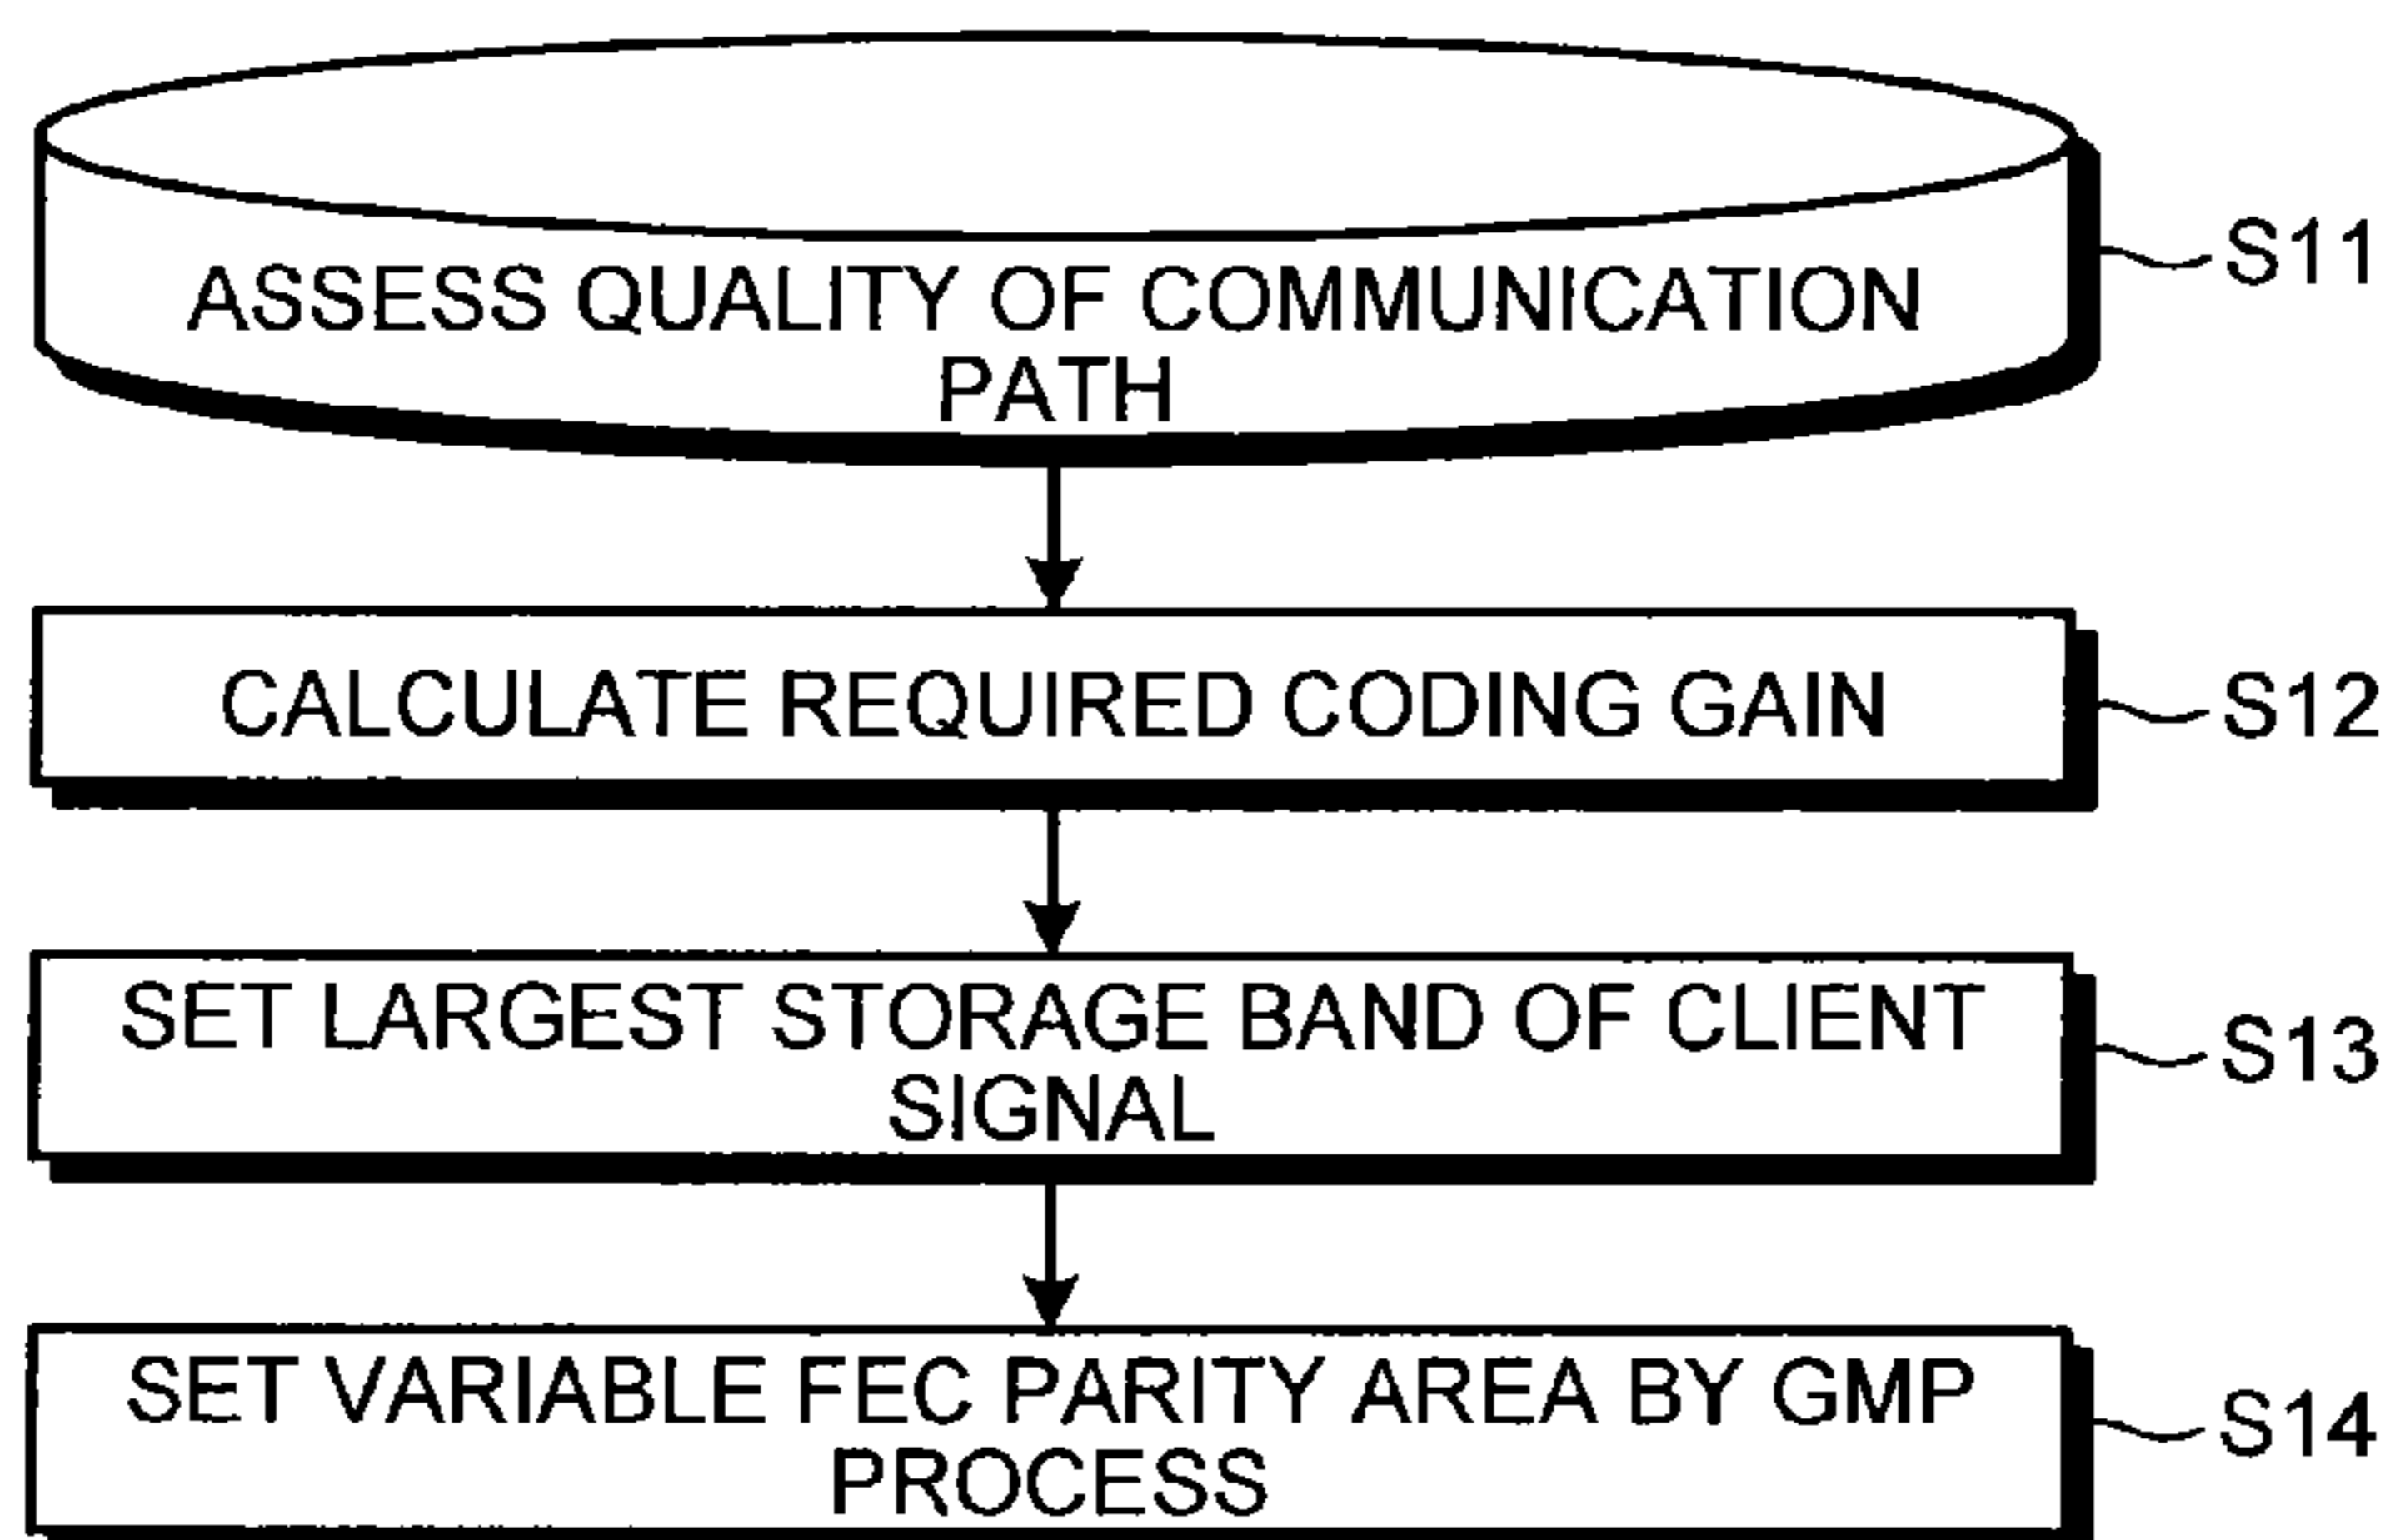 ASSESS QUALITY OF COMMUNICATION
PATH
S11
CALCULATE REQUIRED CODING GAIN
S12
SET LARGEST STORAGE BAND OF CLIENT
SIGNAL
S13
SET VARIABLE FEC PARITY AREA BY GMP
PROCESS
S14